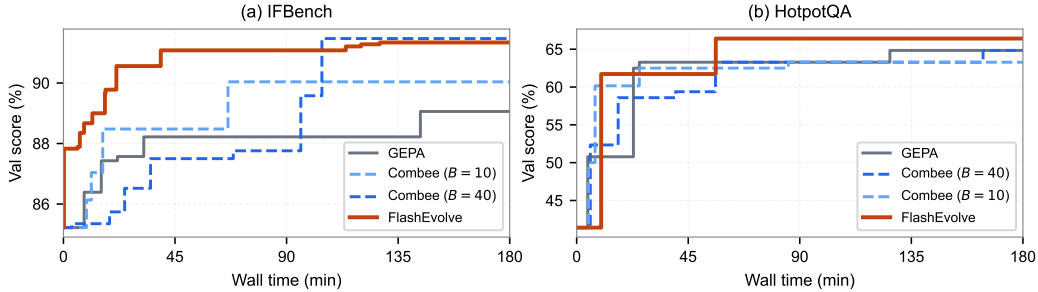 (a) IFBench
Val score (%)
90
88
86
0
45
90
135
180
Wall time (min)
GEPA
Combee (B = 10)
Combee (B = 40)
FlashEvolve
(b) HotpotQA
Val score (%)
65
60
55
50
45
0
45
90
135
180
Wall time (min)
GEPA
Combee (B = 40)
Combee (B = 10)
FlashEvolve